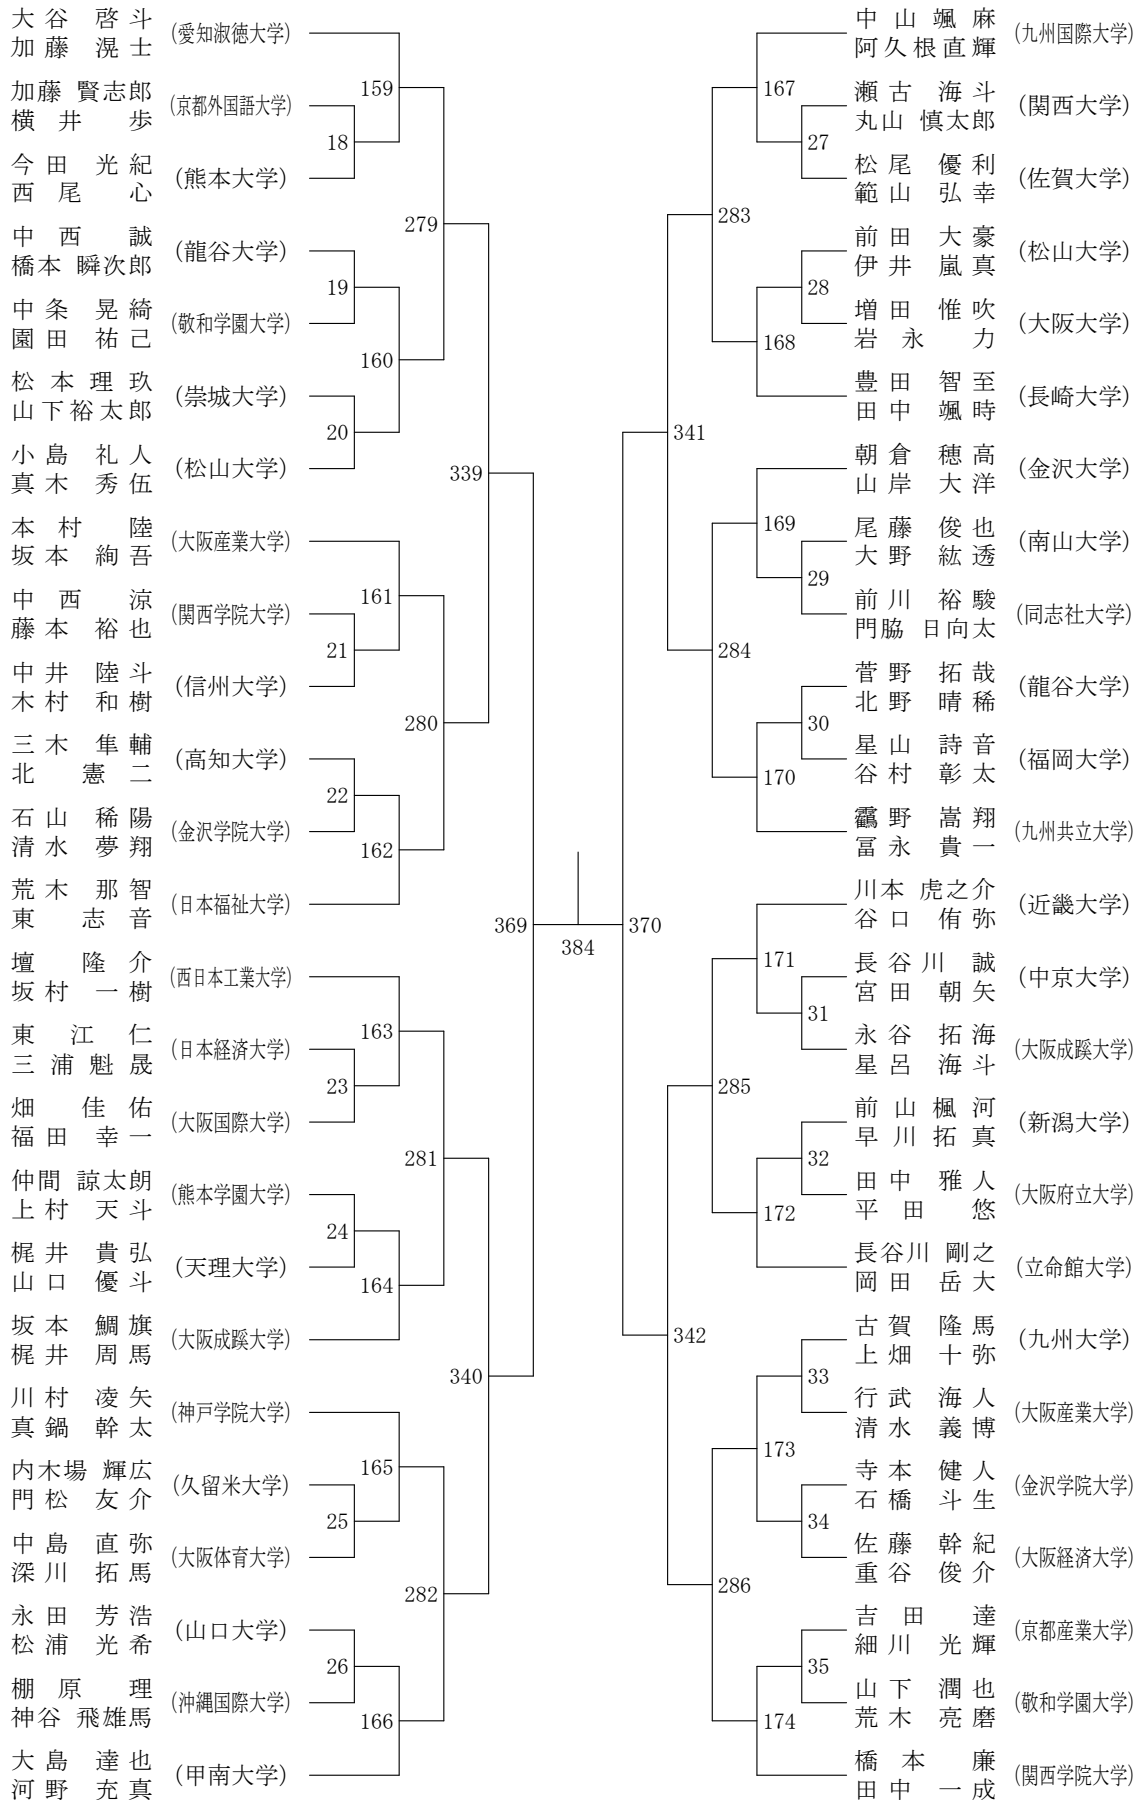 大谷 啓斗
加藤 滉士
(愛知淑徳大学)
加藤 賢志郎
横井 歩
(京都外国語大学)
今田 光紀
西尾 心
(熊本大学)
中西 誠
橋本 瞬次郎
(龍谷大学)
中条 晃綺
園田 祐己
(敬和学園大学)
松本理玖
山下裕太郎
(崇城大学)
小島 礼人
真木 秀伍
(松山大学)
本村 陸
坂本 絢吾
(大阪産業大学)
中西 涼
藤本 裕也
(関西学院大学)
中井 陸斗
木村 和樹
(信州大学)
三木 隼輔
北 憲二
(高知大学)
石山 稀陽
清水 夢翔
(金沢学院大学)
荒木 那智
東 志音
(日本福祉大学)
壇 隆介
坂村 一樹
(西日本工業大学)
東江仁
三浦魁晟
(日本経済大学)
畑 佳佑
福田 幸一
(大阪国際大学)
仲間 諒太朗
上村 天斗
(熊本学園大学)
梶井 貴弘
山口 優斗
(天理大学)
坂本 鯛旗
梶井 周馬
(大阪成蹊大学)
川村 凌矢
真鍋 幹太
(神戸学院大学)
内木場 輝広
門松 友介
(久留米大学)
中島 直弥
深川 拓馬
(大阪体育大学)
永田 芳浩
松浦 光希
(山口大学)
棚原 理
神谷 飛雄馬
(沖縄国際大学)
大島 達也
河野 充真
(甲南大学)
159
18
279
19
160
20
339
161
21
280
22
162
369
163
23
281
24
164
340
165
25
282
26
166
384
370
167
27
283
28
168
341
169
29
284
30
170
171
31
285
32
172
342
33
173
34
286
35
174
中山颯麻
阿久根直輝
(九州国際大学)
瀬古 海斗
丸山 慎太郎
(関西大学)
松尾 優利
範山 弘幸
(佐賀大学)
前田 大豪
伊井 嵐真
(松山大学)
増田 惟吹
岩永 力
(大阪大学)
豊田 智至
田中 颯時
(長崎大学)
朝倉 穂高
山岸 大洋
(金沢大学)
尾藤 俊也
大野 紘透
(南山大学)
前川 裕駿
門脇 日向太
(同志社大学)
菅野 拓哉
北野 晴稀
(龍谷大学)
星山 詩音
谷村 彰太
(福岡大学)
野嵩翔
冨永 貴一
(九州共立大学)
川本 虎之介
谷口 侑弥
(近畿大学)
長谷川 誠
宮田 朝矢
(中京大学)
永谷 拓海
星呂 海斗
(大阪成蹊大学)
前山楓河
早川拓真
(新潟大学)
田中 雅人
平田 悠
(大阪府立大学)
長谷川 剛之
岡田 岳大
(立命館大学)
古賀 隆馬
上畑 十弥
(九州大学)
行武 海人
清水 義博
(大阪産業大学)
寺本 健人
石橋 斗生
(金沢学院大学)
佐藤 幹紀
重谷 俊介
(大阪経済大学)
吉田 達
細川 光輝
(京都産業大学)
山下 潤也
荒木 亮磨
(敬和学園大学)
橋本 廉
田中 一成
(関西学院大学)